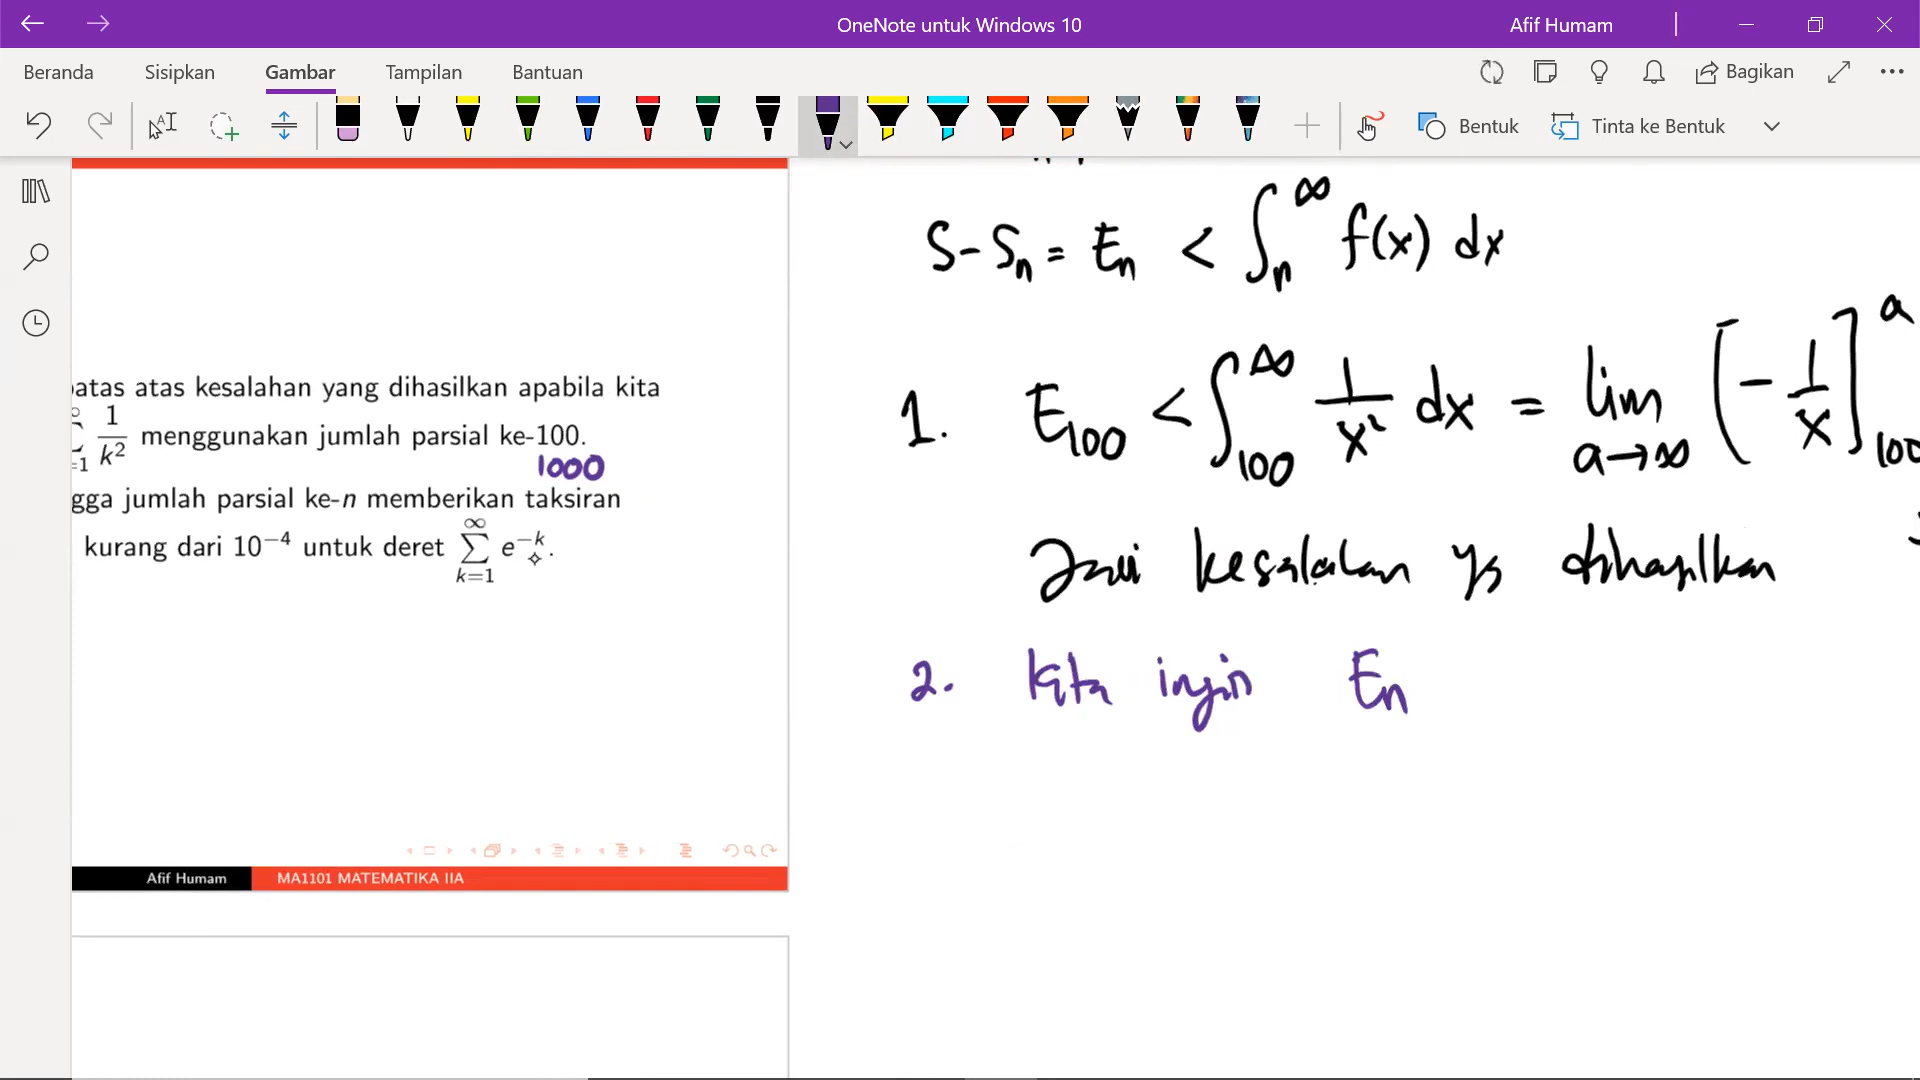 OneNote untuk Windows 10
Afif Humam
Beranda Sisipkan Gambar Tampilan Bantuan
Bagikan
Bentuk Tinta ke Bentuk
S - Sₙ = Eₙ < ∫ₙ^∞ f(x) dx
atas atas kesalahan yang dihasilkan apabila kita
1/k² menggunakan jumlah parsial ke-100.
1000
gga jumlah parsial ke-n memberikan taksiran
kurang dari 10⁻⁴ untuk deret ∑_{k=1}^∞ e⁻ᵏ.
1. E₁₀₀ < ∫₁₀₀^∞ 1/x² dx = lim_{a→∞} [-1/x]₁₀₀^a
Jadi kesalahan yg dihasilkan
2. Kita ingin Eₙ
Afif Humam
MA1101 MATEMATIKA IIA